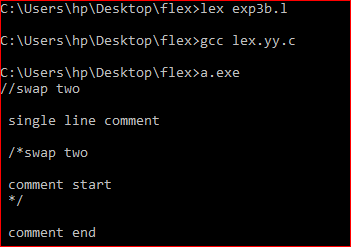 C:\Users\hp\Desktop\flex>lex exp3b.l
C:\Users\hp\Desktop\flex>gcc lex.yy.c
C:\Users\hp\Desktop\flex>a.exe
//swap two
single line comment
/*swap two
comment start
*/
comment end